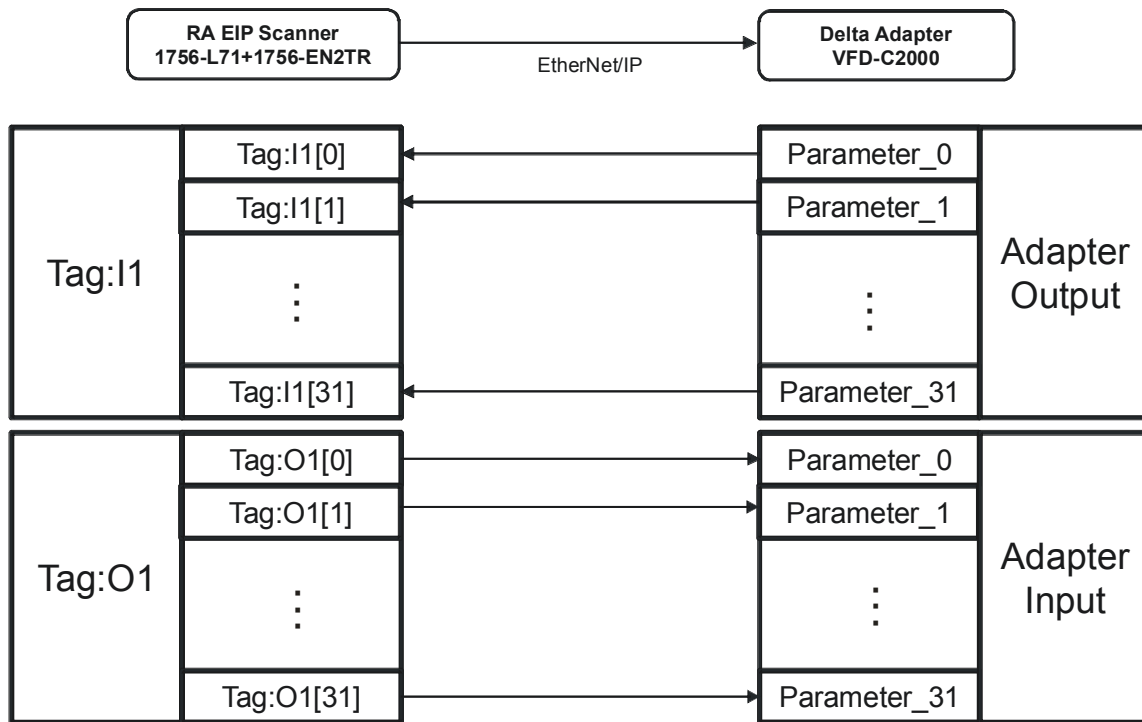 RA EIP Scanner
1756-L71+1756-EN2TR
EtherNet/IP
Delta Adapter
VFD-C2000
Tag:I1
Tag:I1[0]
Tag:I1[1]
⋮
Tag:I1[31]
Parameter_0
Parameter_1
⋮
Parameter_31
Adapter
Output
Tag:O1
Tag:O1[0]
Tag:O1[1]
⋮
Tag:O1[31]
Parameter_0
Parameter_1
⋮
Parameter_31
Adapter
Input